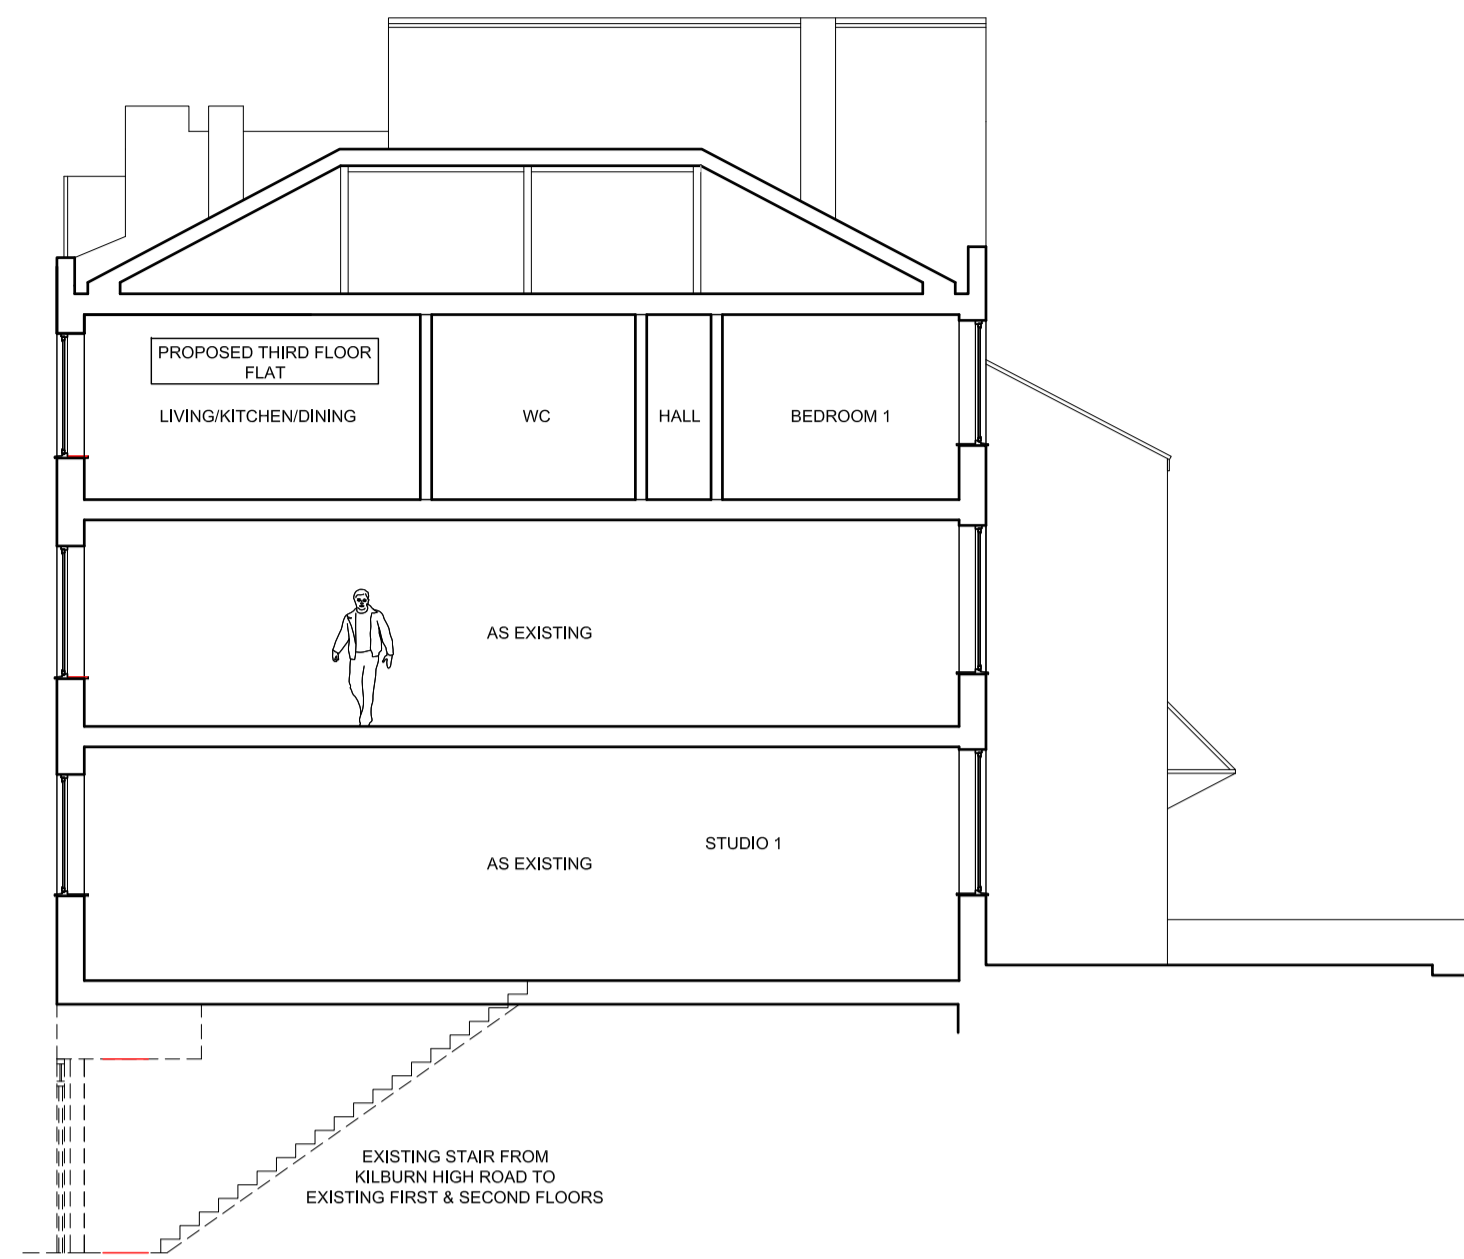 PROPOSED THIRD FLOOR
FLAT
LIVING/KITCHEN/DINING
WC
HALL
BEDROOM 1
AS EXISTING
STUDIO 1
AS EXISTING
EXISTING STAIR FROM
KILBURN HIGH ROAD TO
EXISTING FIRST & SECOND FLOORS